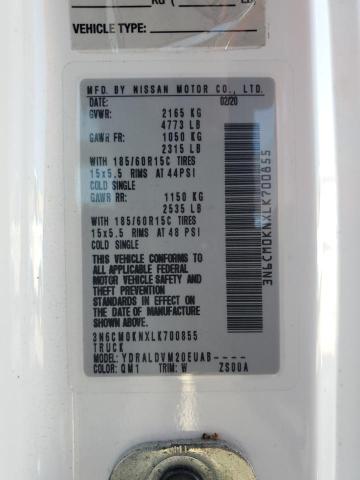 KG (
VEHICLE TYPE:
MFD. BY NISSAN MOTOR CO., LTD.
DATE: 02/20
GVWR: 2165 KG
4773 LB
GAWR FR: 1050 KG
2315 LB
WITH 185/60R15C TIRES
15x5.5 RIMS AT 44PSI
COLD SINGLE
GAWR RR: 1150 KG
2535 LB
WITH 185/60R15C TIRES
15x5.5 RIMS AT 48 PSI
COLD SINGLE
THIS VEHICLE CONFORMS TO
ALL APPLICABLE FEDERAL
MOTOR VEHICLE SAFETY AND
THEFT PREVENTION
STANDARDS IN EFFECT ON
THE DATE OF MANUFACTURE
SHOWN ABOVE.
3N6CM0KNXLK700855
TRUCK
MODEL: YDRALDVM20EUAB----
COLOR: QM1 TRIM: W ZS00A
3N6CM0KNXLK700855